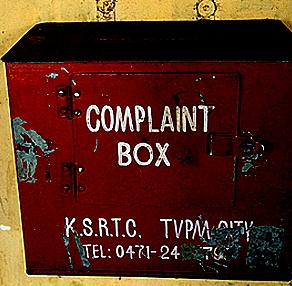 COMPLAINT
BOX
K.S.R.T.C. TVPM.CITY
TEL: 0471-24